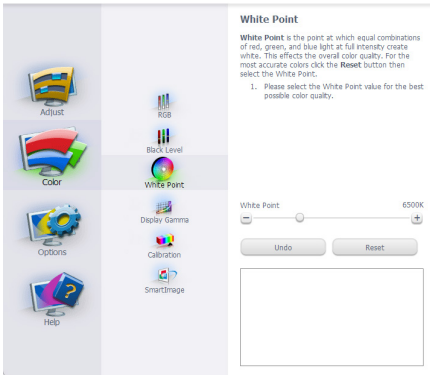 Adjust
Color
Options
Help
RGB
Black Level
White Point
Display Gamma
Calibration
SmartImage
White Point
White Point is the point at which equal combinations
of red, green, and blue light at full intensity create
white. This effects the overall color quality. For the
most accurate colors click the Reset button then
select the White Point.
1. Please select the White Point value for the best
possible color quality.
White Point 6500K
Undo Reset